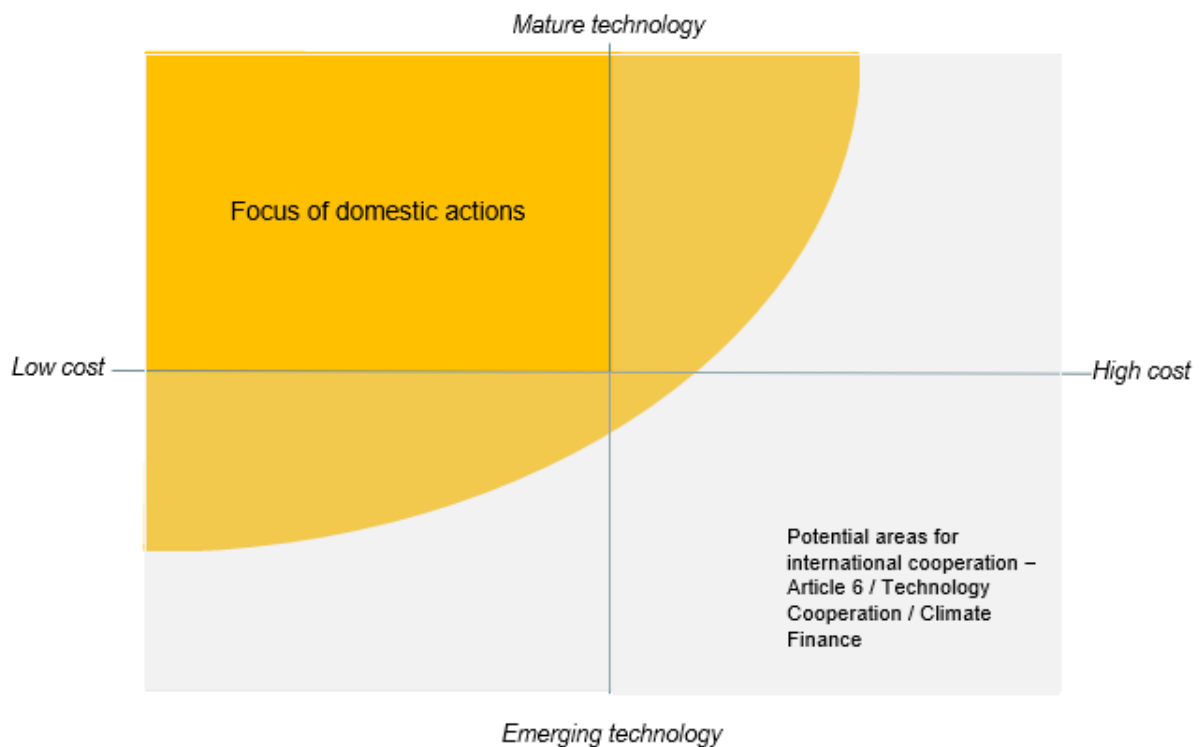 Mature technology
Focus of domestic actions
Low cost
High cost
Potential areas for
international cooperation –
Article 6 / Technology
Cooperation / Climate
Finance
Emerging technology